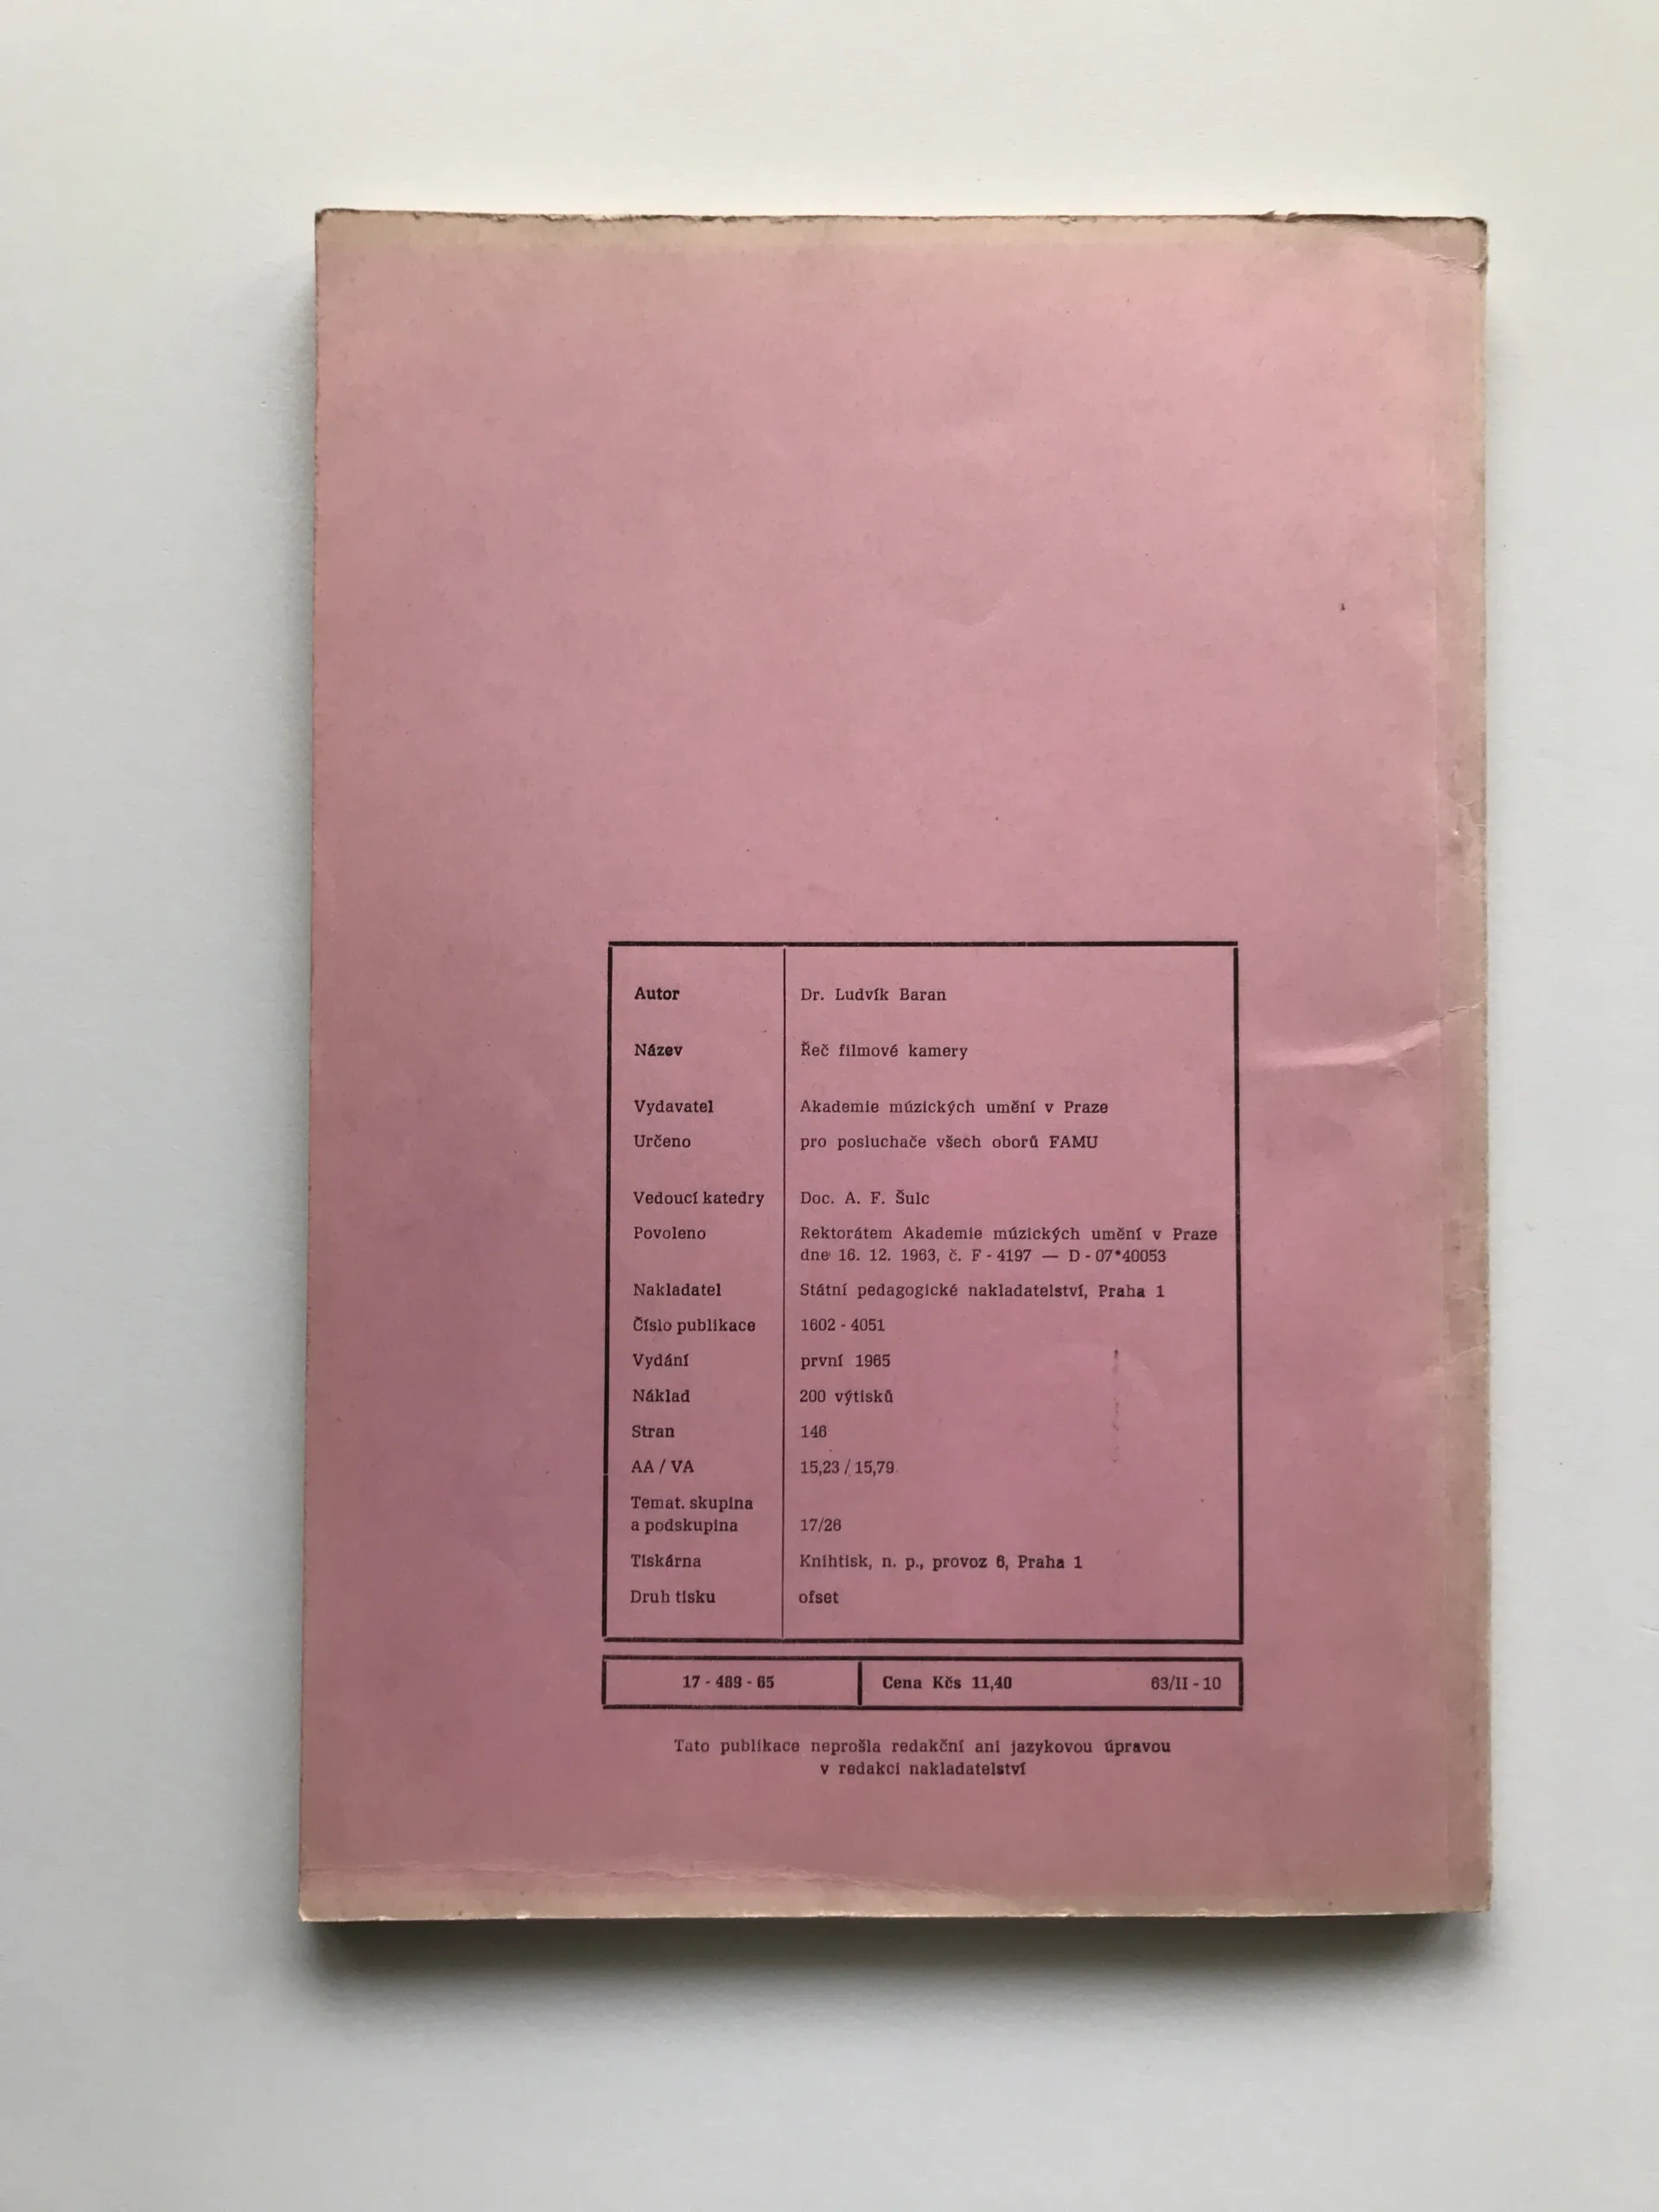 Autor Dr. Ludvík Baran
Název Řeč filmové kamery
Vydavatel Akademie múzických umění v Praze
Určeno pro posluchače všech oborů FAMU
Vedoucí katedry Doc. A. F. Šulc
Povoleno Rektorátem Akademie múzických umění v Praze
dne 16. 12. 1963, č. F - 4197 — D - 07*40053
Nakladatel Státní pedagogické nakladatelství, Praha 1
Číslo publikace 1602 - 4051
Vydání první 1965
Náklad 200 výtisků
Stran 146
AA / VA 15,23 / 15,79
Temat. skupina
a podskupina 17/26
Tiskárna Knihtisk, n. p., provoz 6, Praha 1
Druh tisku ofset
17 - 489 - 65 Cena Kčs 11,40 63/II - 10
Tato publikace neprošla redakční ani jazykovou úpravou
v redakci nakladatelství